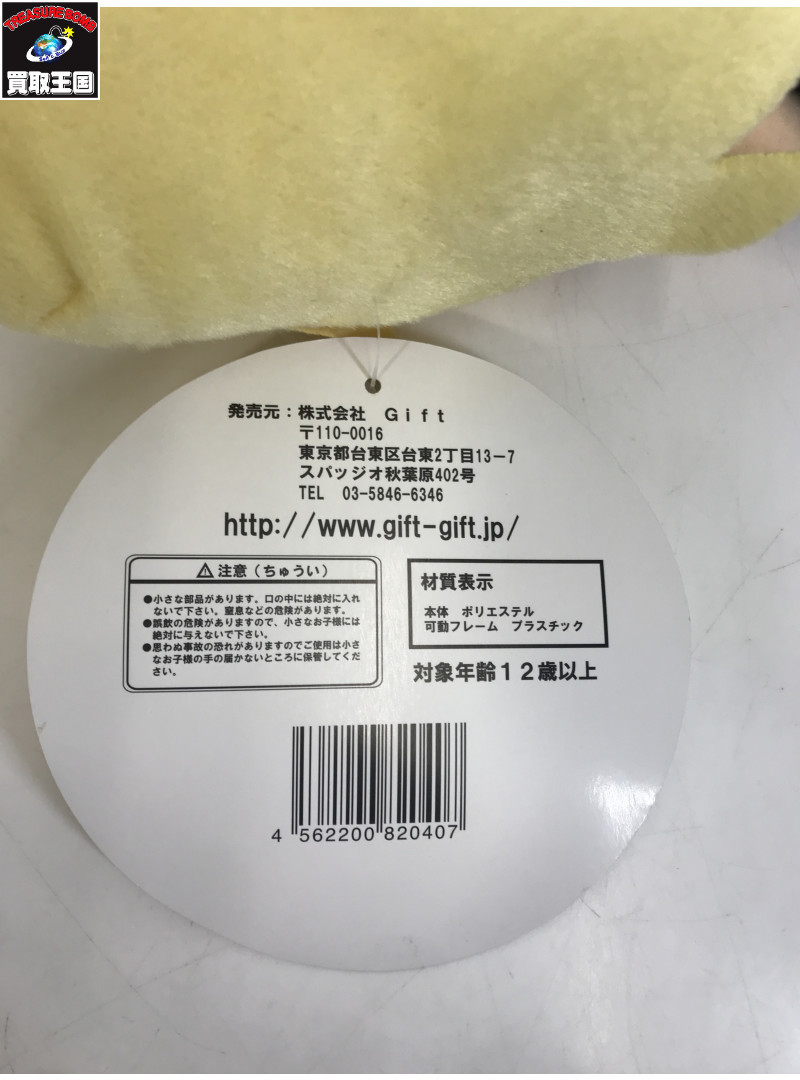 TREASURE BOMB
買取王国
発売元：株式会社　Ｇｉｆｔ
〒110-0016
東京都台東区台東2丁目13－7
スパッジオ秋葉原402号
TEL　03-5846-6346
http://www.gift-gift.jp/
⚠注意（ちゅうい）
●小さな部品があります。口の中には絶対に入れ
ないで下さい。窒息などの危険があります。
●誤飲の危険がありますので、小さなお子様には
絶対に与えないで下さい。
●思わぬ事故の恐れがありますのでご使用は小さ
なお子様の手の届かないところに保管してくだ
さい。
材質表示
本体　ポリエステル
可動フレーム　プラスチック
対象年齢１２歳以上
4 562200 820407